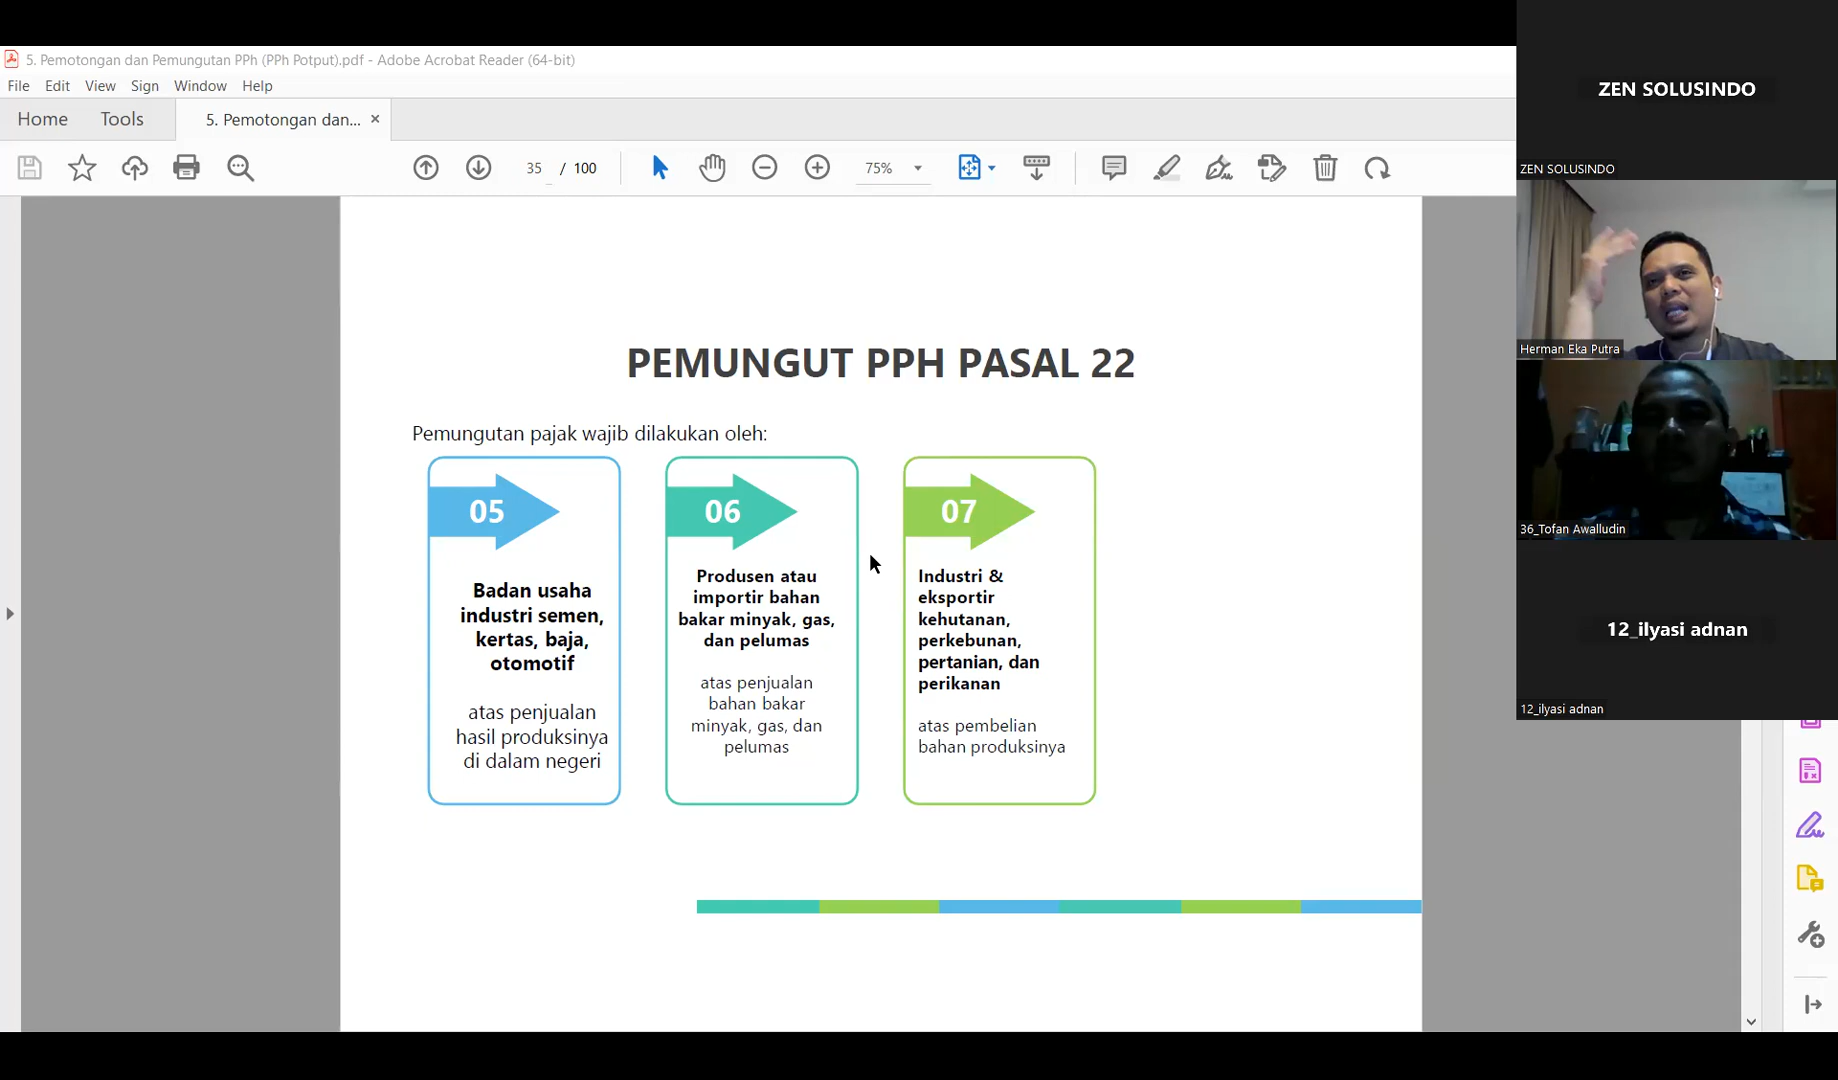 5. Pemotongan dan Pemungutan PPh (PPh Potput).pdf - Adobe Acrobat Reader (64-bit)
File Edit View Sign Window Help
Home Tools 5. Pemotongan dan... ×
35 / 100 75%
PEMUNGUT PPH PASAL 22
Pemungutan pajak wajib dilakukan oleh:
05
Badan usaha
industri semen,
kertas, baja,
otomotif
atas penjualan
hasil produksinya
di dalam negeri
06
Produsen atau
importir bahan
bakar minyak, gas,
dan pelumas
atas penjualan
bahan bakar
minyak, gas, dan
pelumas
07
Industri &
eksportir
kehutanan,
perkebunan,
pertanian, dan
perikanan
atas pembelian
bahan produksinya
ZEN SOLUSINDO
ZEN SOLUSINDO
Herman Eka Putra
36_Tofan Awalludin
12_ilyasi adnan
12_ilyasi adnan